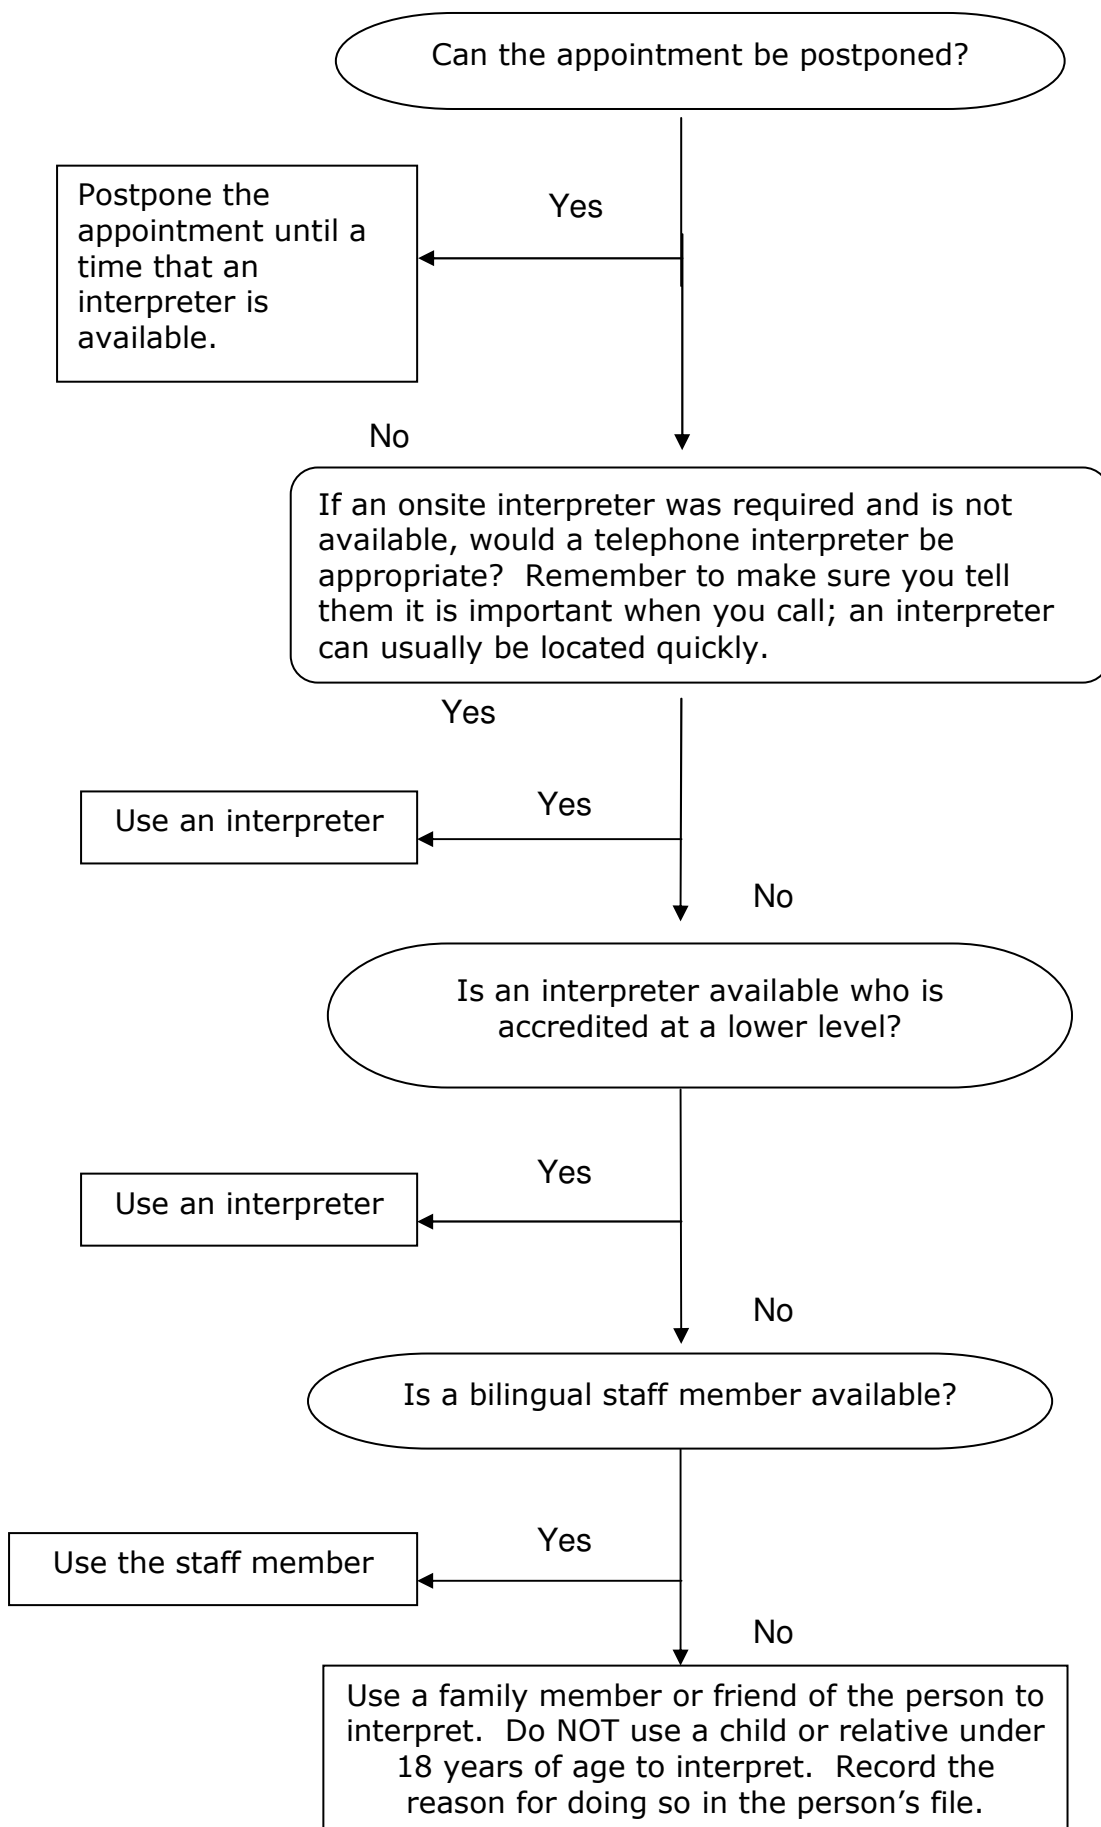 Can the appointment be postponed?
Yes
Postpone the
appointment until a
time that an
interpreter is
available.
No
If an onsite interpreter was required and is not
available, would a telephone interpreter be
appropriate?  Remember to make sure you tell
them it is important when you call; an interpreter
can usually be located quickly.
Yes
Yes
Use an interpreter
No
Is an interpreter available who is
accredited at a lower level?
Yes
Use an interpreter
No
Is a bilingual staff member available?
Yes
Use the staff member
No
Use a family member or friend of the person to
interpret.  Do NOT use a child or relative under
18 years of age to interpret.  Record the
reason for doing so in the person’s file.